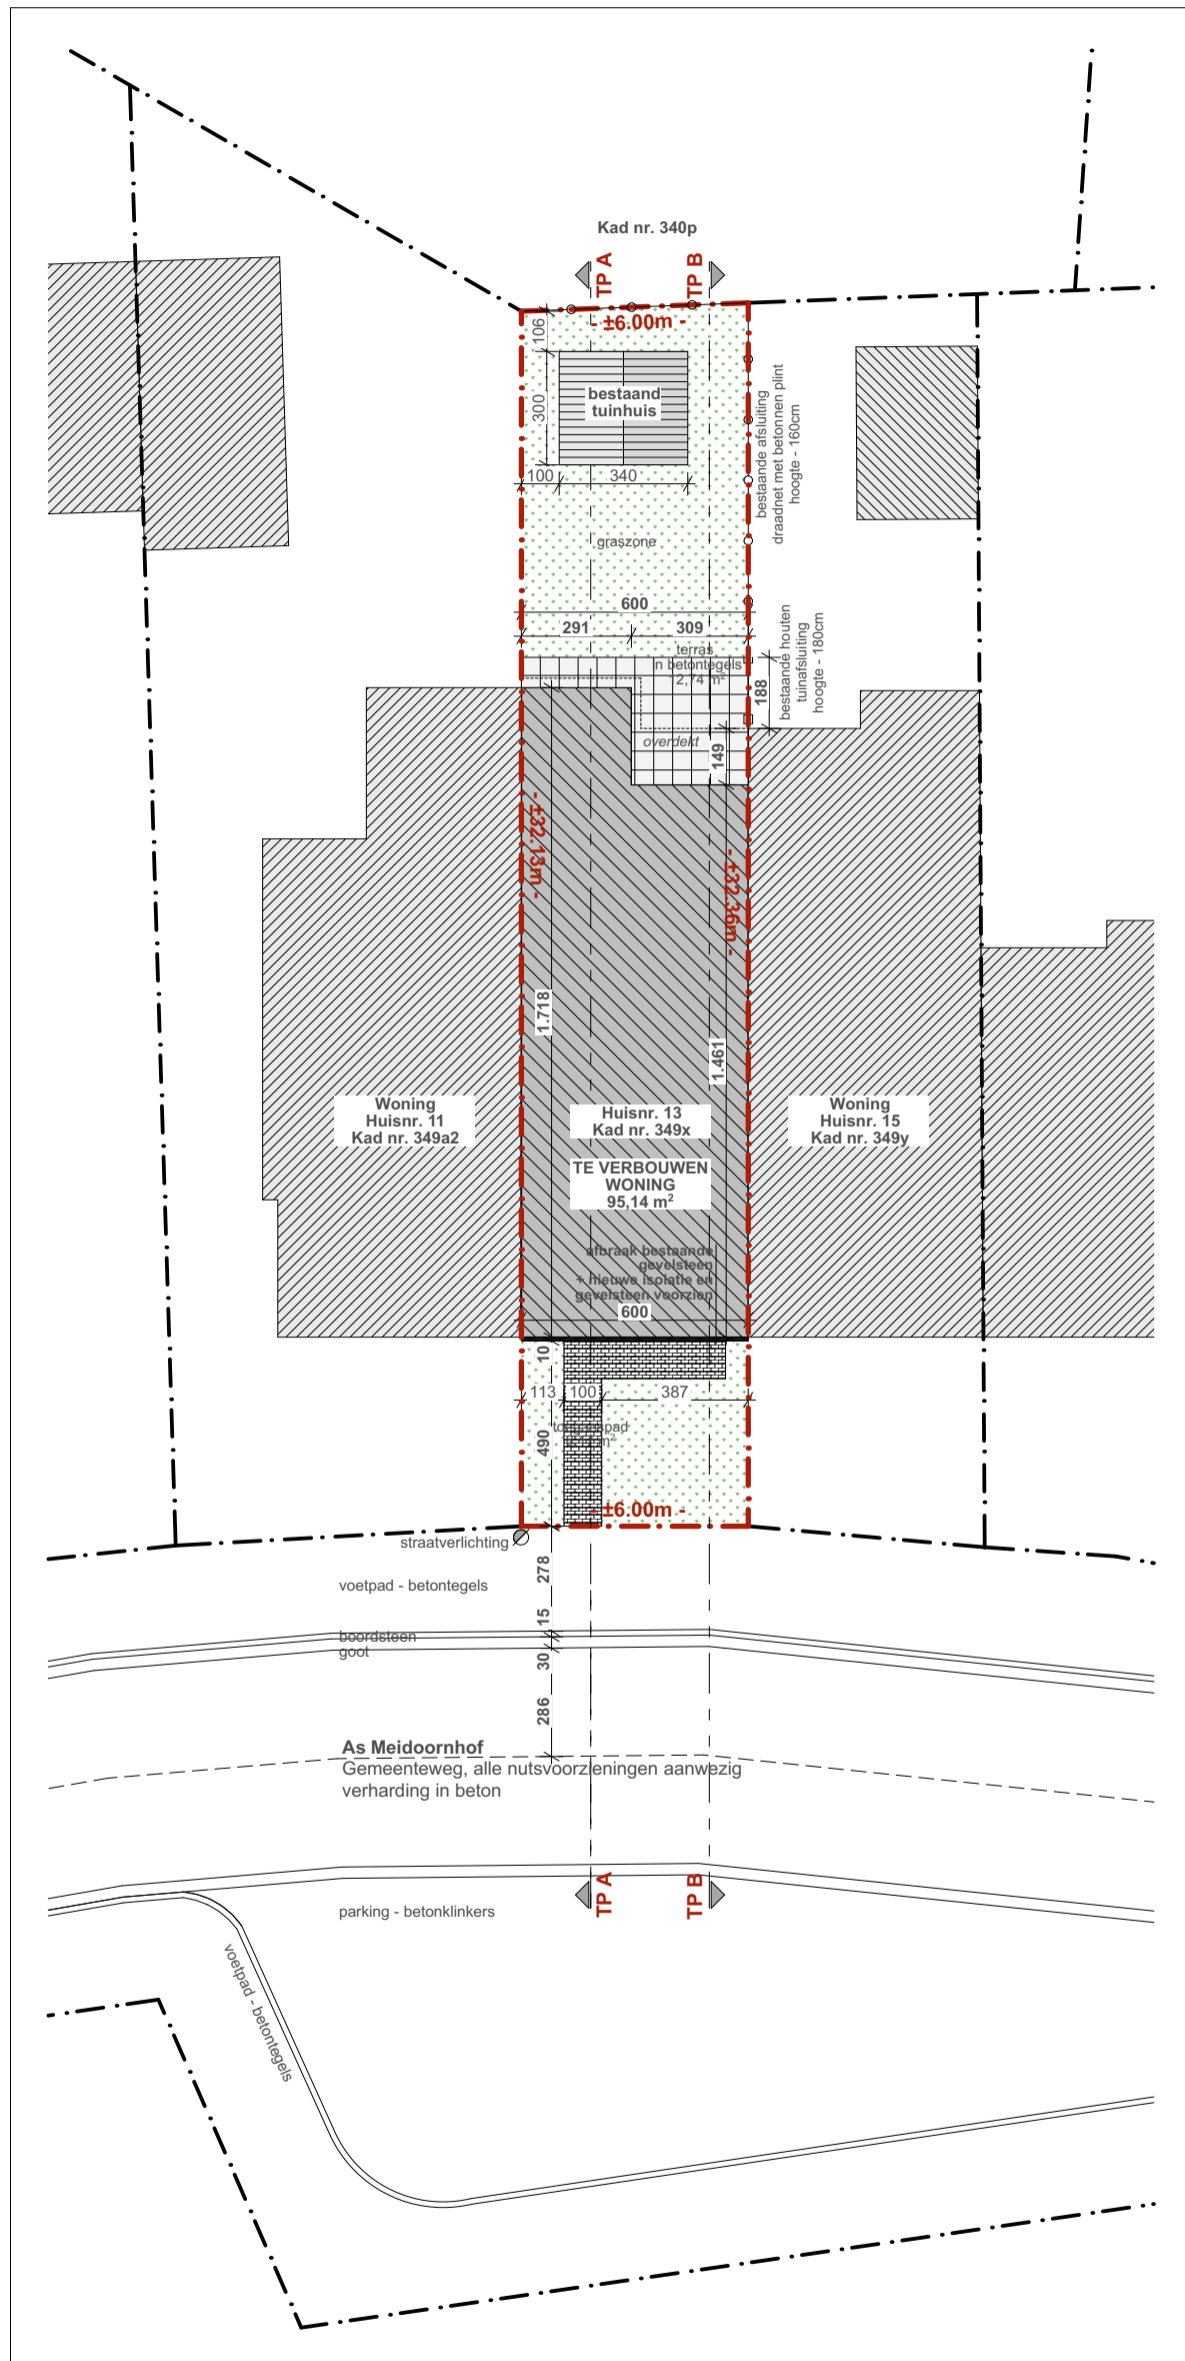 Kad nr. 340p
TP A
TP B
- ±6.00m -
106
300
bestaand
tuinhuis
100
340
bestaande afsluiting
draadnet met betonnen plint
hoogte - 160cm
graszone
600
291
309
terras
in betontegels
12,74 m²
188
bestaande houten
tuinafsluiting
hoogte - 180cm
overdekt
149
- ±32.13m -
- ±32.36m -
1.718
1.461
Woning
Huisnr. 11
Kad nr. 349a2
Huisnr. 13
Kad nr. 349x
Woning
Huisnr. 15
Kad nr. 349y
TE VERBOUWEN
WONING
95,14 m²
afbraak bestaande
gevelsteen
+ nieuwe isolatie en
gevelsteen voorzien
600
10
113
100
387
490
- ±6.00m -
straatverlichting
278
voetpad - betontegels
15
boordsteen
goot
30
286
As Meidoornhof
Gemeenteweg, alle nutsvoorzieningen aanwezig
verharding in beton
TP A
TP B
parking - betonklinkers
voetpad - betontegels